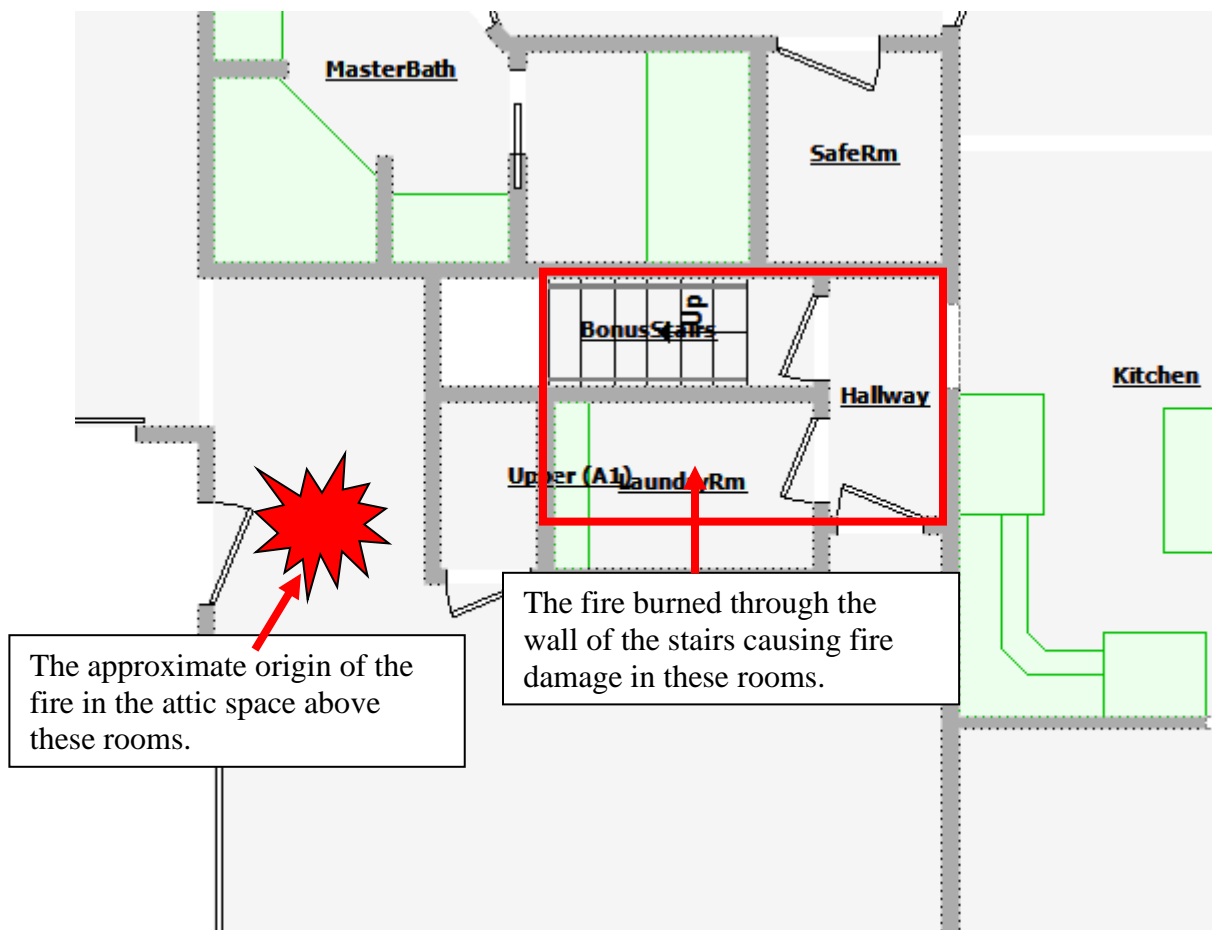 MasterBath
SafeRm
Up
BonusStairs
Kitchen
Hallway
Upper (A1)
LaundryRm
The fire burned through the
wall of the stairs causing fire
damage in these rooms.
The approximate origin of the
fire in the attic space above
these rooms.